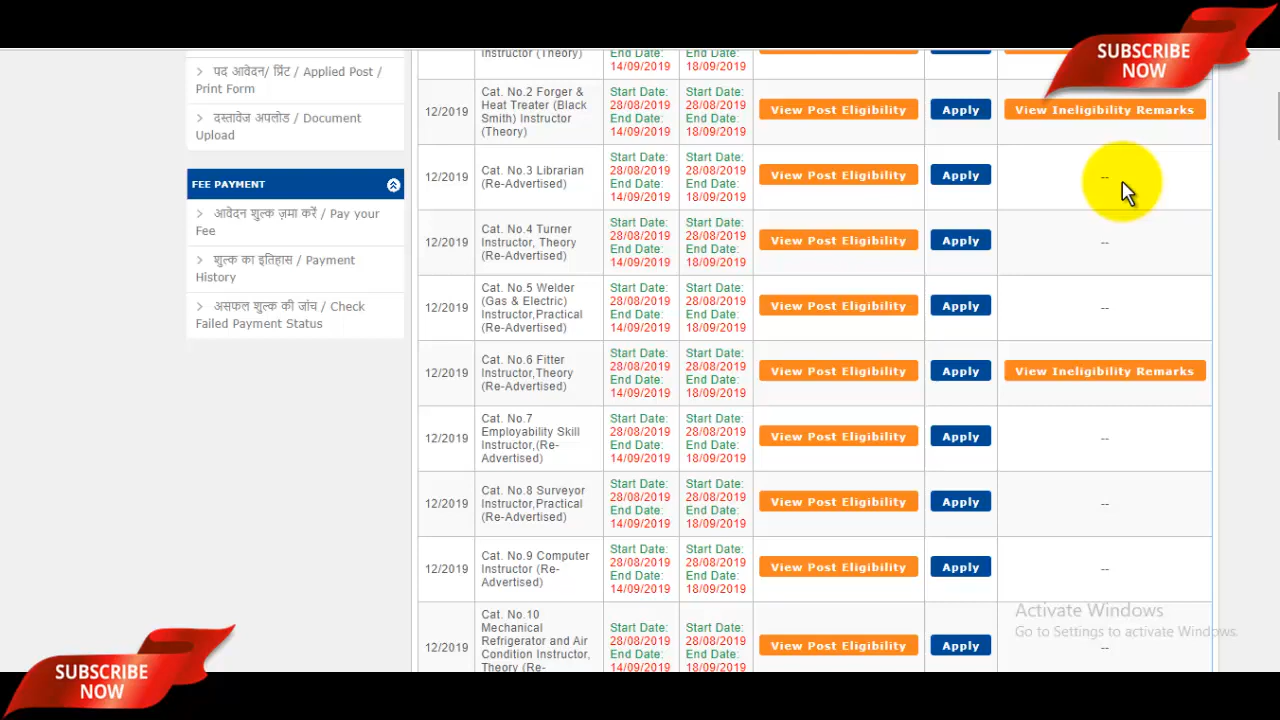 Instructor (Theory)
Date:
14/09/2019
Date:
18/09/2019
SUBSCRIBE
NOW
> पद आवेदन/ प्रिंट / Applied Post /
Print Form
> दस्तावेज अपलोड / Document
Upload
FEE PAYMENT
> आवेदन शुल्क ज़मा करें / Pay your
Fee
> शुल्क का इतिहास / Payment
History
> असफल शुल्क की जांच / Check
Failed Payment Status
12/2019
Cat. No.2 Forger &
Heat Treater (Black
Smith) Instructor
(Theory)
Start Date:
28/08/2019
End Date:
14/09/2019
Start Date:
28/08/2019
End Date:
18/09/2019
View Post Eligibility
Apply
View Ineligibility Remarks
12/2019
Cat. No.3 Librarian
(Re-Advertised)
Start Date:
28/08/2019
End Date:
14/09/2019
Start Date:
28/08/2019
End Date:
18/09/2019
View Post Eligibility
Apply
--
12/2019
Cat. No.4 Turner
Instructor, Theory
(Re-Advertised)
Start Date:
28/08/2019
End Date:
14/09/2019
Start Date:
28/08/2019
End Date:
18/09/2019
View Post Eligibility
Apply
--
12/2019
Cat. No.5 Welder
(Gas & Electric)
Instructor,Practical
(Re-Advertised)
Start Date:
28/08/2019
End Date:
14/09/2019
Start Date:
28/08/2019
End Date:
18/09/2019
View Post Eligibility
Apply
--
12/2019
Cat. No.6 Fitter
Instructor,Theory
(Re-Advertised)
Start Date:
28/08/2019
End Date:
14/09/2019
Start Date:
28/08/2019
End Date:
18/09/2019
View Post Eligibility
Apply
View Ineligibility Remarks
12/2019
Cat. No.7
Employability Skill
Instructor,(Re-
Advertised)
Start Date:
28/08/2019
End Date:
14/09/2019
Start Date:
28/08/2019
End Date:
18/09/2019
View Post Eligibility
Apply
--
12/2019
Cat. No.8 Surveyor
Instructor,Practical
(Re-Advertised)
Start Date:
28/08/2019
End Date:
14/09/2019
Start Date:
28/08/2019
End Date:
18/09/2019
View Post Eligibility
Apply
--
12/2019
Cat. No.9 Computer
Instructor (Re-
Advertised)
Start Date:
28/08/2019
End Date:
14/09/2019
Start Date:
28/08/2019
End Date:
18/09/2019
View Post Eligibility
Apply
--
12/2019
Cat. No.10
Mechanical
Refrigerator and Air
Condition Instructor,
Theory (Re-
Start Date:
28/08/2019
End Date:
14/09/2019
Start Date:
28/08/2019
End Date:
18/09/2019
View Post Eligibility
Apply
--
Activate Windows
Go to Settings to activate Windows.
SUBSCRIBE
NOW